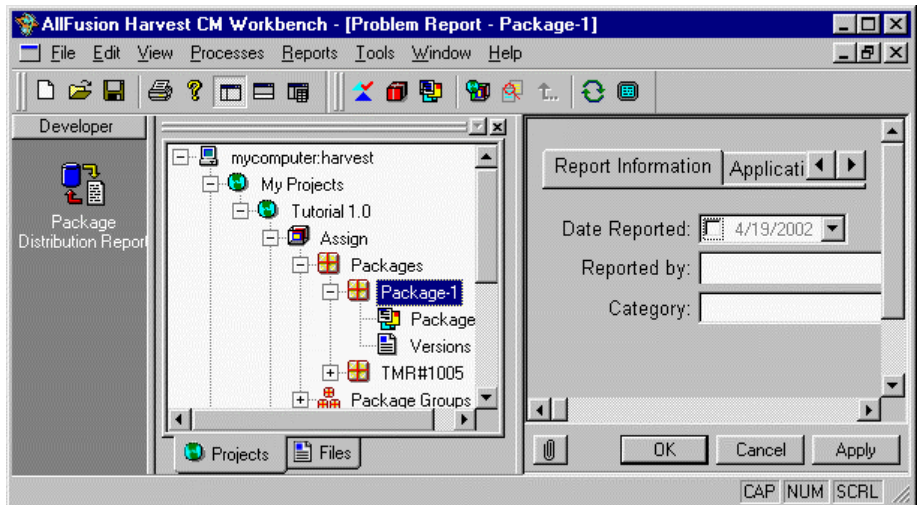 AllFusion Harvest CM Workbench - [Problem Report - Package-1]
File Edit View Processes Reports Tools Window Help
Developer
Package
Distribution Report
mycomputer:harvest
My Projects
Tutorial 1.0
Assign
Packages
Package-1
Package
Versions
TMR#1005
Package Groups
Projects
Files
Report Information
Applicati
Date Reported: 4/19/2002
Reported by:
Category:
OK
Cancel
Apply
CAP NUM SCRL